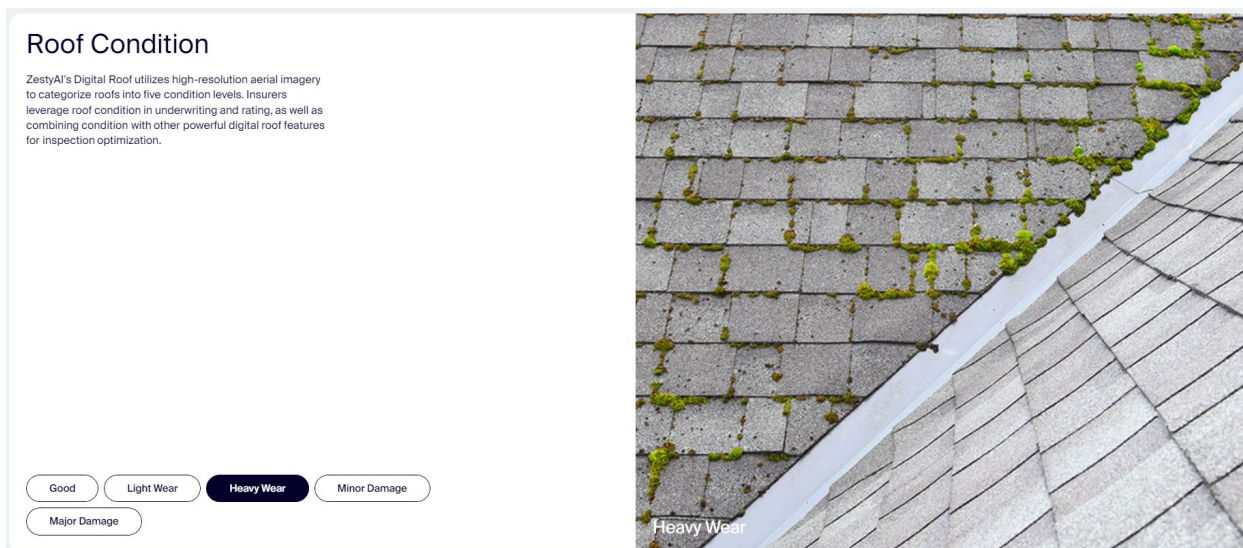 Roof Condition
ZestyAI's Digital Roof utilizes high-resolution aerial imagery
to categorize roofs into five condition levels. Insurers
leverage roof condition in underwriting and rating, as well as
combining condition with other powerful digital roof features
for inspection optimization.
Good
Light Wear
Heavy Wear
Minor Damage
Major Damage
Heavy Wear